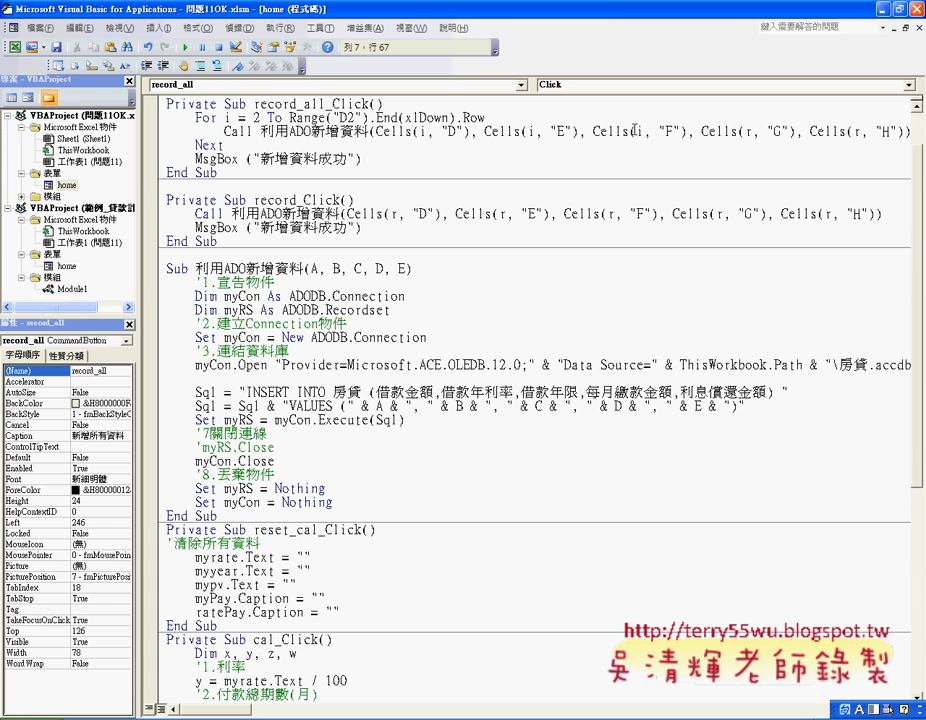 Microsoft Visual Basic for Applications - 問題11OK.xlsm - [home (程式碼)]
檔案(F) 編輯(E) 檢視(V) 插入(I) 格式(O) 偵錯(D) 執行(R) 工具(T) 增益集(A) 視窗(W) 說明(H)
鍵入需要解答的問題
列 7，行 67
專案 - VBAProject
record_all
Click
VBAProject (問題11OK.x
Microsoft Excel 物件
Sheet1 (Sheet1)
ThisWorkbook
工作表1 (問題11)
表單
home
模組
VBAProject (範例_貸款計
Microsoft Excel 物件
ThisWorkbook
工作表1 (問題11)
表單
home
模組
Module1
屬性 - record_all
record_all CommandButton
字母順序 性質分類
(Name) record_all
Accelerator
AutoSize False
BackColor &H8000000F
BackStyle 1 - fmBackStyleO
Cancel False
Caption 新增所有資料
ControlTipText
Default False
Enabled True
Font 新細明體
ForeColor &H80000012
Height 24
HelpContextID 0
Left 246
Locked False
MouseIcon (無)
MousePointer 0 - fmMousePoin
Picture (無)
PicturePosition 7 - fmPicturePosi
TabIndex 18
TabStop True
Tag
TakeFocusOnClick True
Top 126
Visible True
Width 78
WordWrap False
Private Sub record_all_Click()
For i = 2 To Range("D2").End(xlDown).Row
Call 利用ADO新增資料(Cells(i, "D"), Cells(i, "E"), Cells(i, "F"), Cells(r, "G"), Cells(r, "H"))
Next
MsgBox ("新增資料成功")
End Sub
Private Sub record_Click()
Call 利用ADO新增資料(Cells(r, "D"), Cells(r, "E"), Cells(r, "F"), Cells(r, "G"), Cells(r, "H"))
MsgBox ("新增資料成功")
End Sub
Sub 利用ADO新增資料(A, B, C, D, E)
'1.宣告物件
Dim myCon As ADODB.Connection
Dim myRS As ADODB.Recordset
'2.建立Connection物件
Set myCon = New ADODB.Connection
'3.連結資料庫
myCon.Open "Provider=Microsoft.ACE.OLEDB.12.0;" & "Data Source=" & ThisWorkbook.Path & "\房貸.accdb
Sql = "INSERT INTO 房貸 (借款金額,借款年利率,借款年限,每月繳款金額,利息償還金額) "
Sql = Sql & "VALUES (" & A & ", " & B & ", " & C & ", " & D & ", " & E & ")"
Set myRS = myCon.Execute(Sql)
'7關閉連線
'myRS.Close
myCon.Close
'8.丟棄物件
Set myRS = Nothing
Set myCon = Nothing
End Sub
Private Sub reset_cal_Click()
'清除所有資料
myrate.Text = ""
myyear.Text = ""
mypv.Text = ""
myPay.Caption = ""
ratePay.Caption = ""
End Sub
Private Sub cal_Click()
Dim x, y, z, w
'1.利率
y = myrate.Text / 100
'2.付款總期數(月)
http://terry55wu.blogspot.tw
吳清輝老師錄製